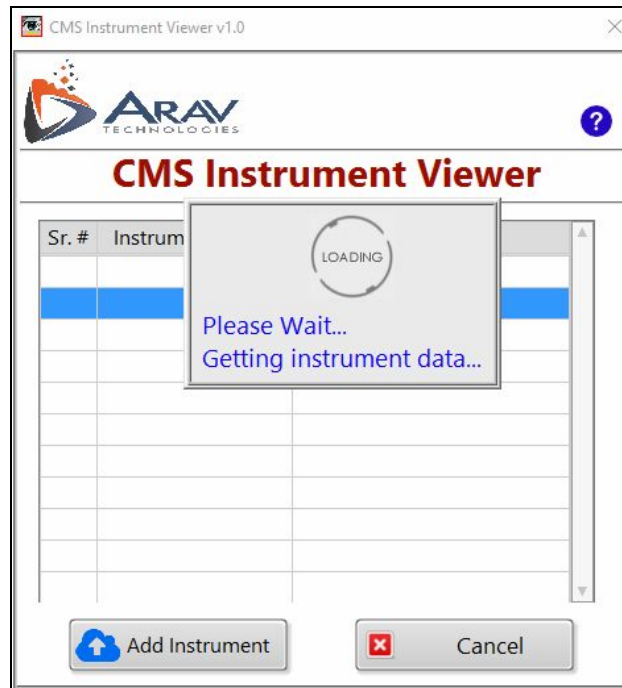 CMS Instrument Viewer v1.0
ARAV
TECHNOLOGIES
?
CMS Instrument Viewer
Sr. # Instrum
LOADING
Please Wait...
Getting instrument data...
Add Instrument Cancel